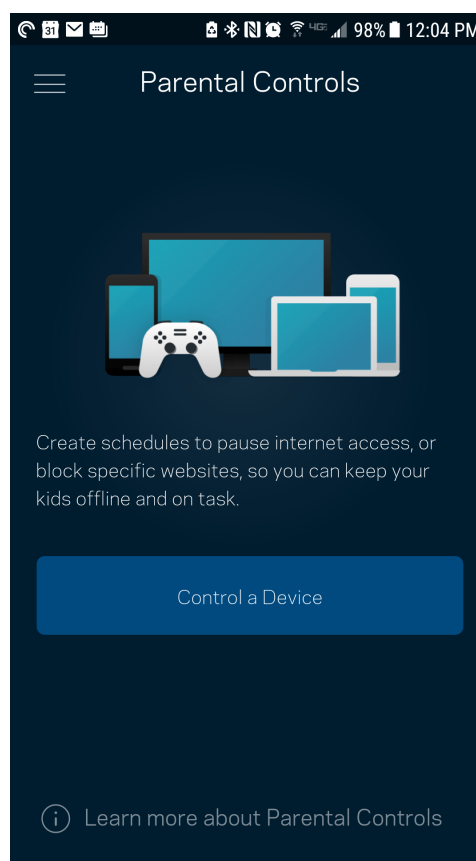 31 98% 12:04 PM
Parental Controls
Create schedules to pause internet access, or
block specific websites, so you can keep your
kids offline and on task.
Control a Device
Learn more about Parental Controls